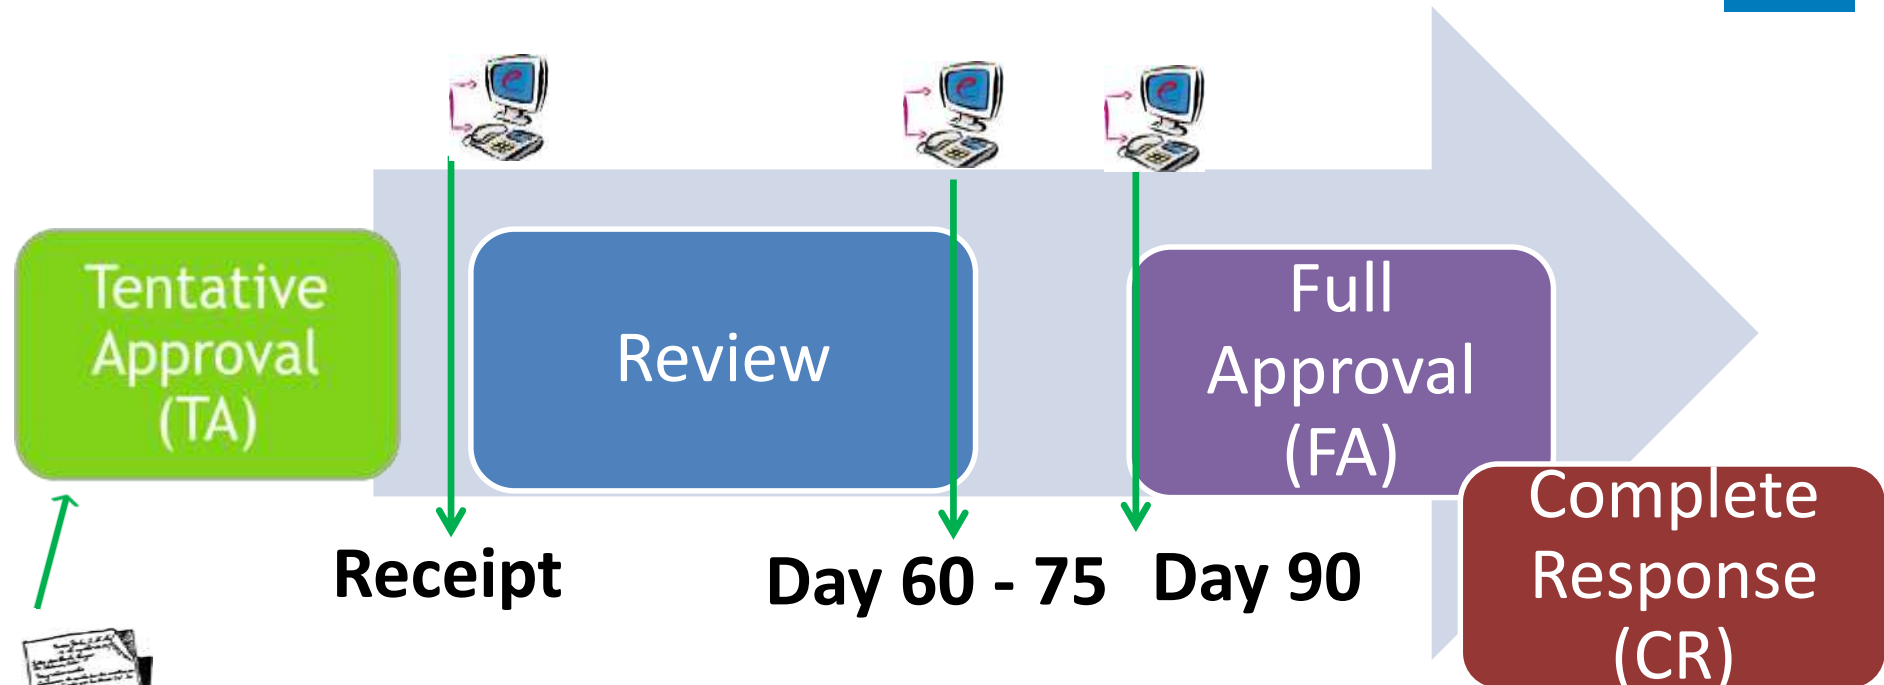 Tentative
Approval
(TA)
Review
Full
Approval
(FA)
Complete
Response
(CR)
Receipt
Day 60 - 75
Day 90